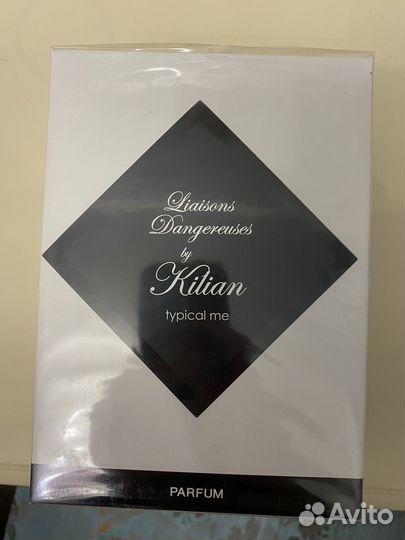 Liaisons
Dangereuses
by
Kilian
typical me
PARFUM
Avito